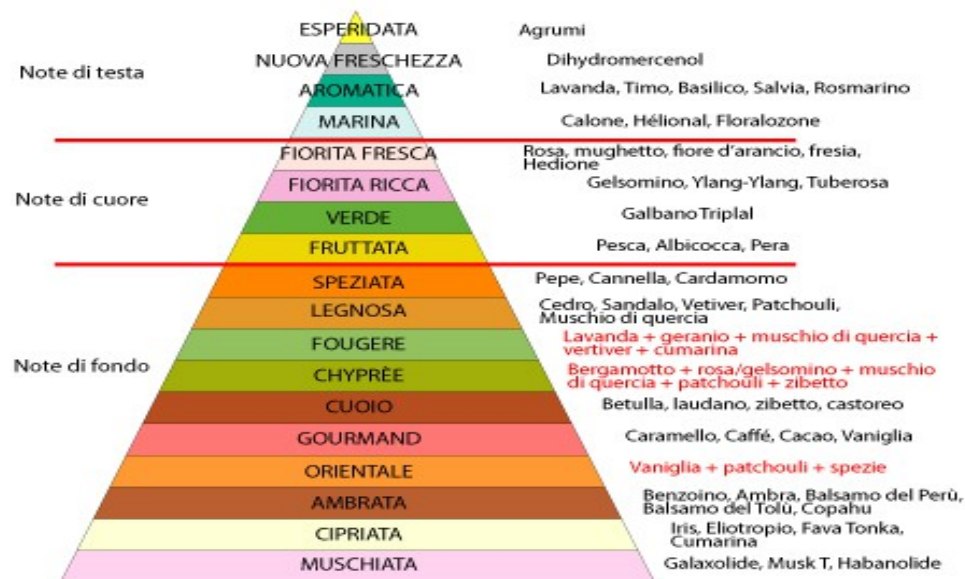 ESPERIDATA
Agrumi
NUOVA FRESCHEZZA
Dihydromercenol
Note di testa
AROMATICA
Lavanda, Timo, Basilico, Salvia, Rosmarino
MARINA
Calone, Hélional, Floralozone
FIORITA FRESCA
Rosa, mughetto, fiore d'arancio, fresia,
Hedione
FIORITA RICCA
Gelsomino, Ylang-Ylang, Tuberosa
Note di cuore
VERDE
Galbano Triplal
FRUTTATA
Pesca, Albicocca, Pera
SPEZIATA
Pepe, Cannella, Cardamomo
LEGNOSA
Cedro, Sandalo, Vetiver, Patchouli,
Muschio di quercia
FOUGERE
Lavanda + geranio + muschio di quercia +
vertiver + cumarina
Note di fondo
CHYPRÈE
Bergamotto + rosa/gelsomino + muschio
di quercia + patchouli + zibetto
CUOIO
Betulla, laudano, zibetto, castoreo
GOURMAND
Caramello, Caffé, Cacao, Vaniglia
ORIENTALE
Vaniglia + patchouli + spezie
AMBRATA
Benzoino, Ambra, Balsamo del Perù,
Balsamo del Tolù, Copahu
CIPRIATA
Iris, Eliotropio, Fava Tonka,
Cumarina
MUSCHIATA
Galaxolide, Musk T, Habanolide